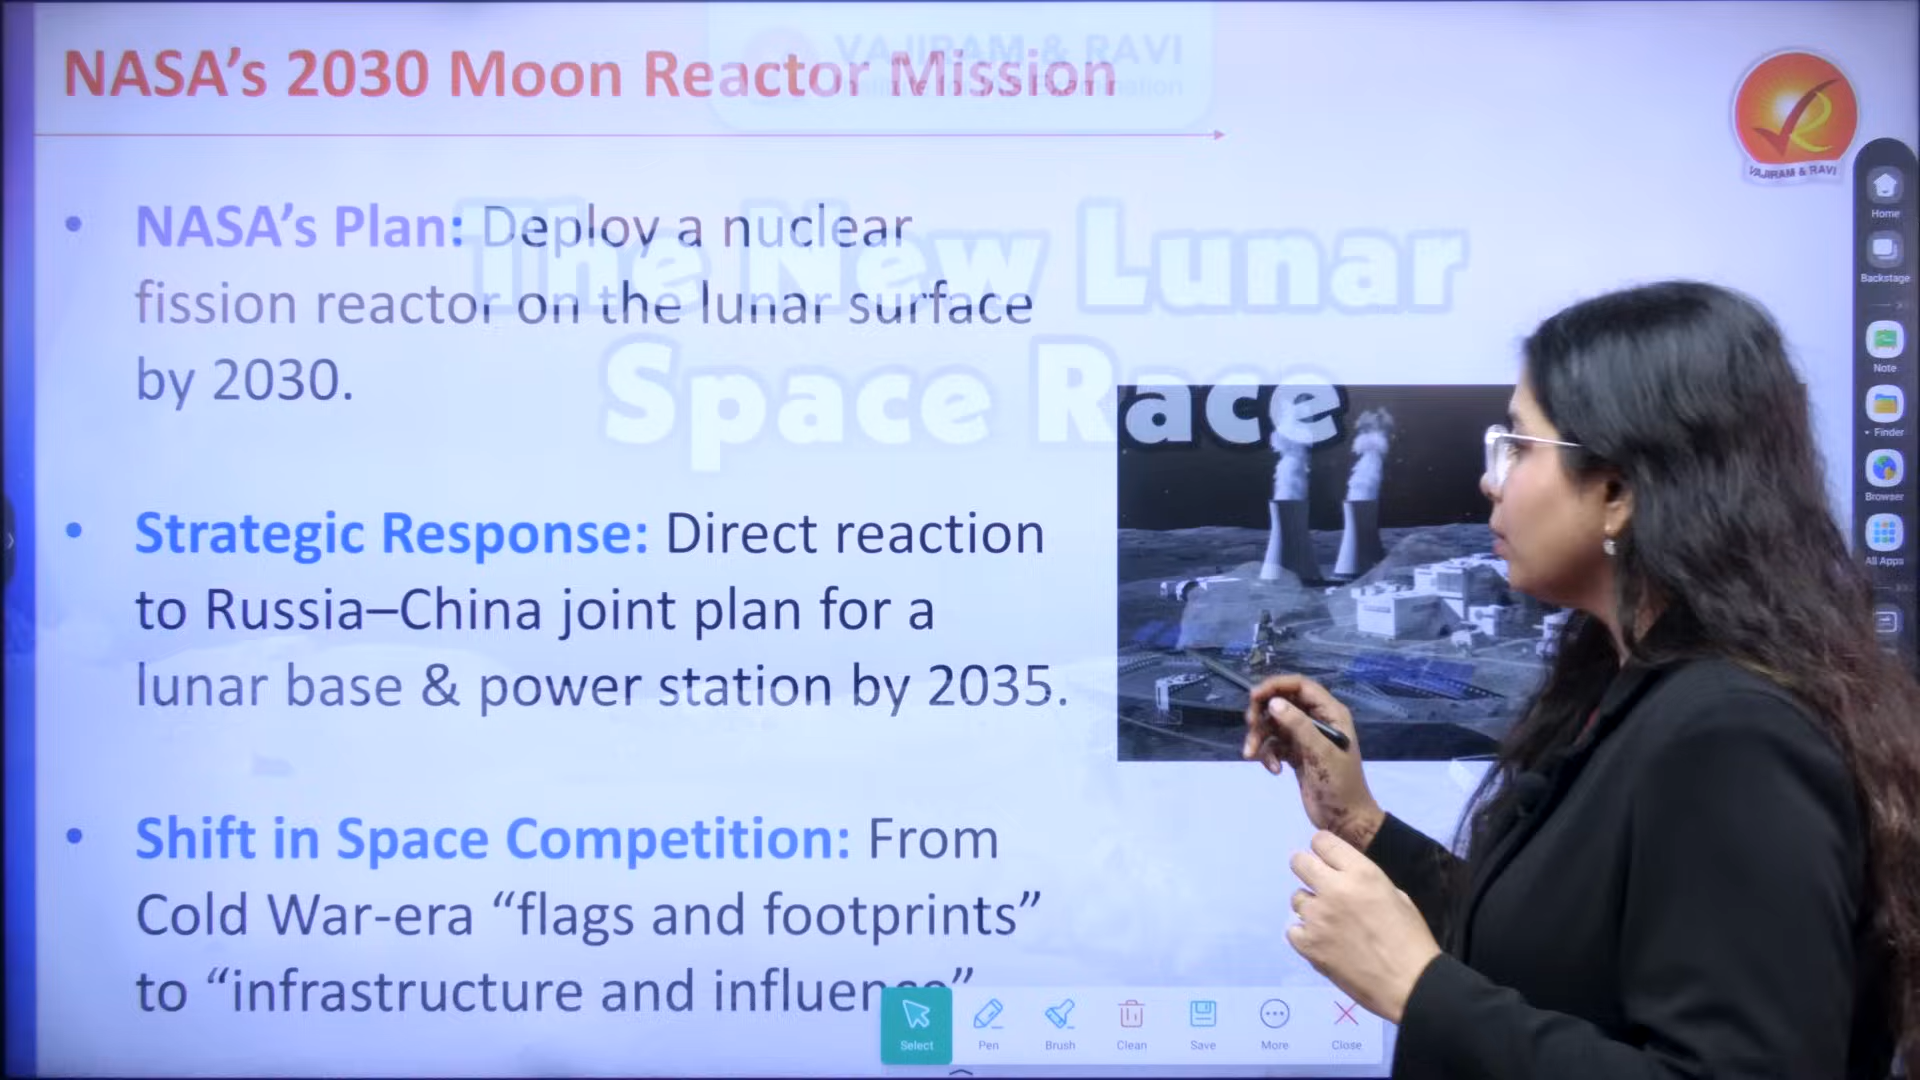 NASA's 2030 Moon Reactor Mission
VAJIRAM & RAVI
The New Lunar
Space Race
• NASA's Plan: Deploy a nuclear
fission reactor on the lunar surface
by 2030.
• Strategic Response: Direct reaction
to Russia–China joint plan for a
lunar base & power station by 2035.
• Shift in Space Competition: From
Cold War-era “flags and footprints”
to “infrastructure and influence”
VAJIRAM & RAVI
Home
Backstage
Note
Finder
Browser
All Apps
Select
Pen
Brush
Clean
Save
More
Close